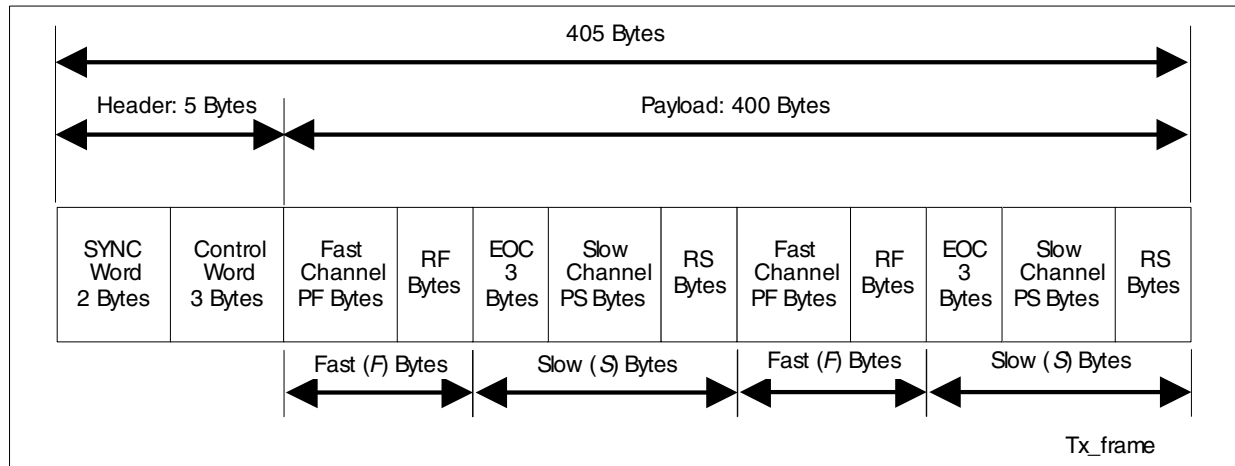 405 Bytes
Header: 5 Bytes
Payload: 400 Bytes
SYNC
Word
2 Bytes
Control
Word
3 Bytes
Fast
Channel
PF Bytes
RF
Bytes
EOC
3
Bytes
Slow
Channel
PS Bytes
RS
Bytes
Fast
Channel
PF Bytes
RF
Bytes
EOC
3
Bytes
Slow
Channel
PS Bytes
RS
Bytes
Fast (F) Bytes
Slow (S) Bytes
Fast (F) Bytes
Slow (S) Bytes
Tx_frame